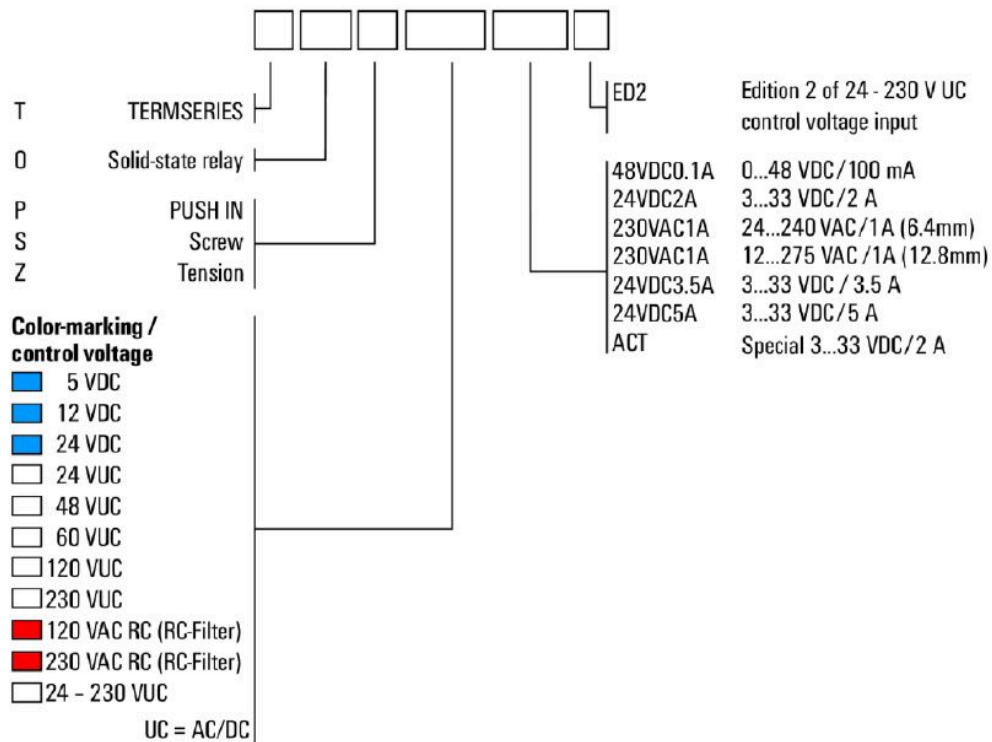 T TERMSERIES
O Solid-state relay
P PUSH IN
S Screw
Z Tension
Color-marking /
control voltage
5 VDC
12 VDC
24 VDC
24 VUC
48 VUC
60 VUC
120 VUC
230 VUC
120 VAC RC (RC-Filter)
230 VAC RC (RC-Filter)
24 – 230 VUC
UC = AC/DC
ED2 Edition 2 of 24 - 230 V UC
control voltage input
48VDC0.1A 0...48 VDC/100 mA
24VDC2A 3...33 VDC/2 A
230VAC1A 24...240 VAC/1A (6.4mm)
230VAC1A 12...275 VAC/1A (12.8mm)
24VDC3.5A 3...33 VDC / 3.5 A
24VDC5A 3...33 VDC/5 A
ACT Special 3...33 VDC/2 A